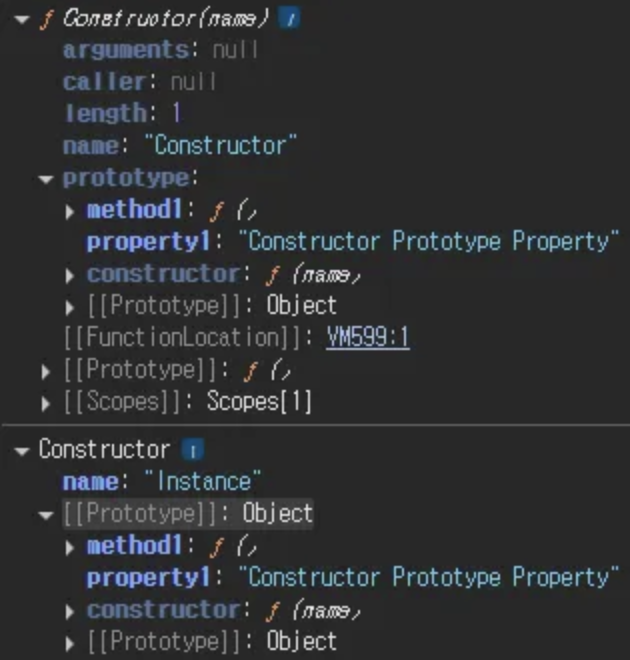 ▼ ƒ Constructor(name) i
arguments: null
caller: null
length: 1
name: "Constructor"
▼ prototype:
▶ method1: ƒ (,
property1: "Constructor Prototype Property"
▶ constructor: ƒ (name,
▶ [[Prototype]]: Object
[[FunctionLocation]]: VM599:1
▶ [[Prototype]]: ƒ (,
▶ [[Scopes]]: Scopes[1]
▼ Constructor i
name: "Instance"
▼ [[Prototype]]: Object
▶ method1: ƒ (,
property1: "Constructor Prototype Property"
▶ constructor: ƒ (name,
▶ [[Prototype]]: Object